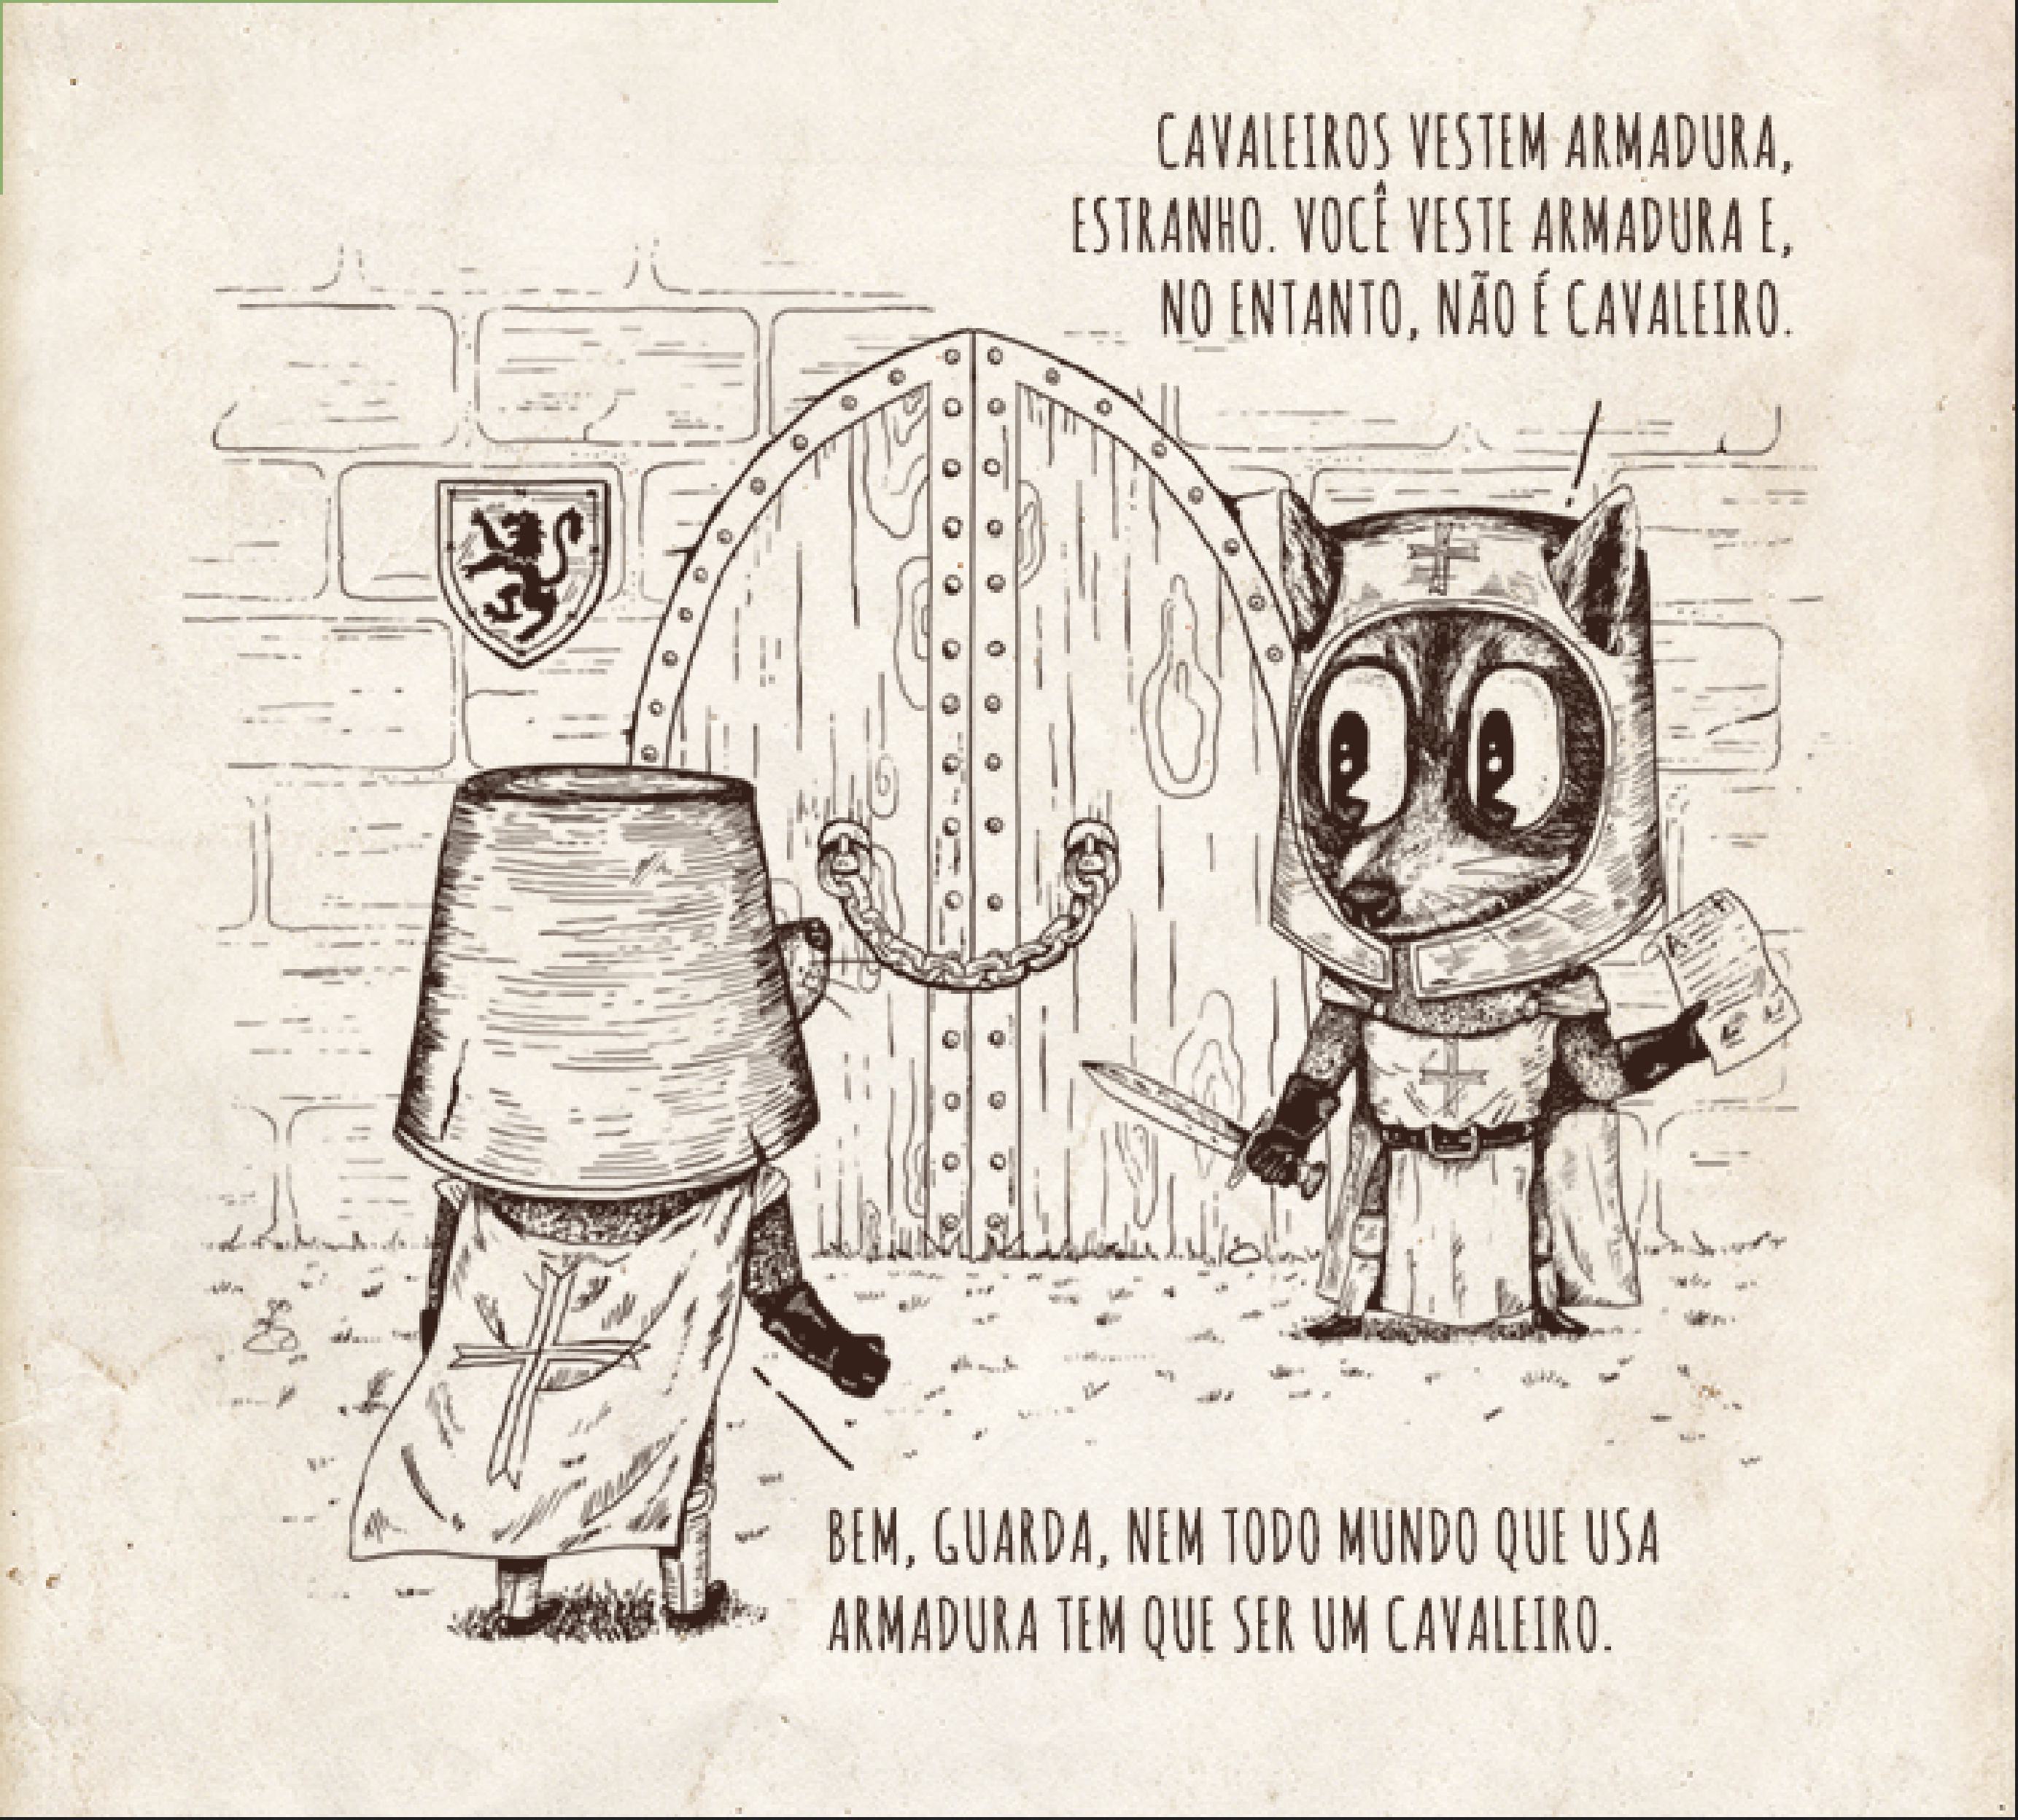 CAVALEIROS VESTEM ARMADURA,
ESTRANHO. VOCÊ VESTE ARMADURA E,
NO ENTANTO, NÃO É CAVALEIRO.
BEM, GUARDA, NEM TODO MUNDO QUE USA
ARMADURA TEM QUE SER UM CAVALEIRO.